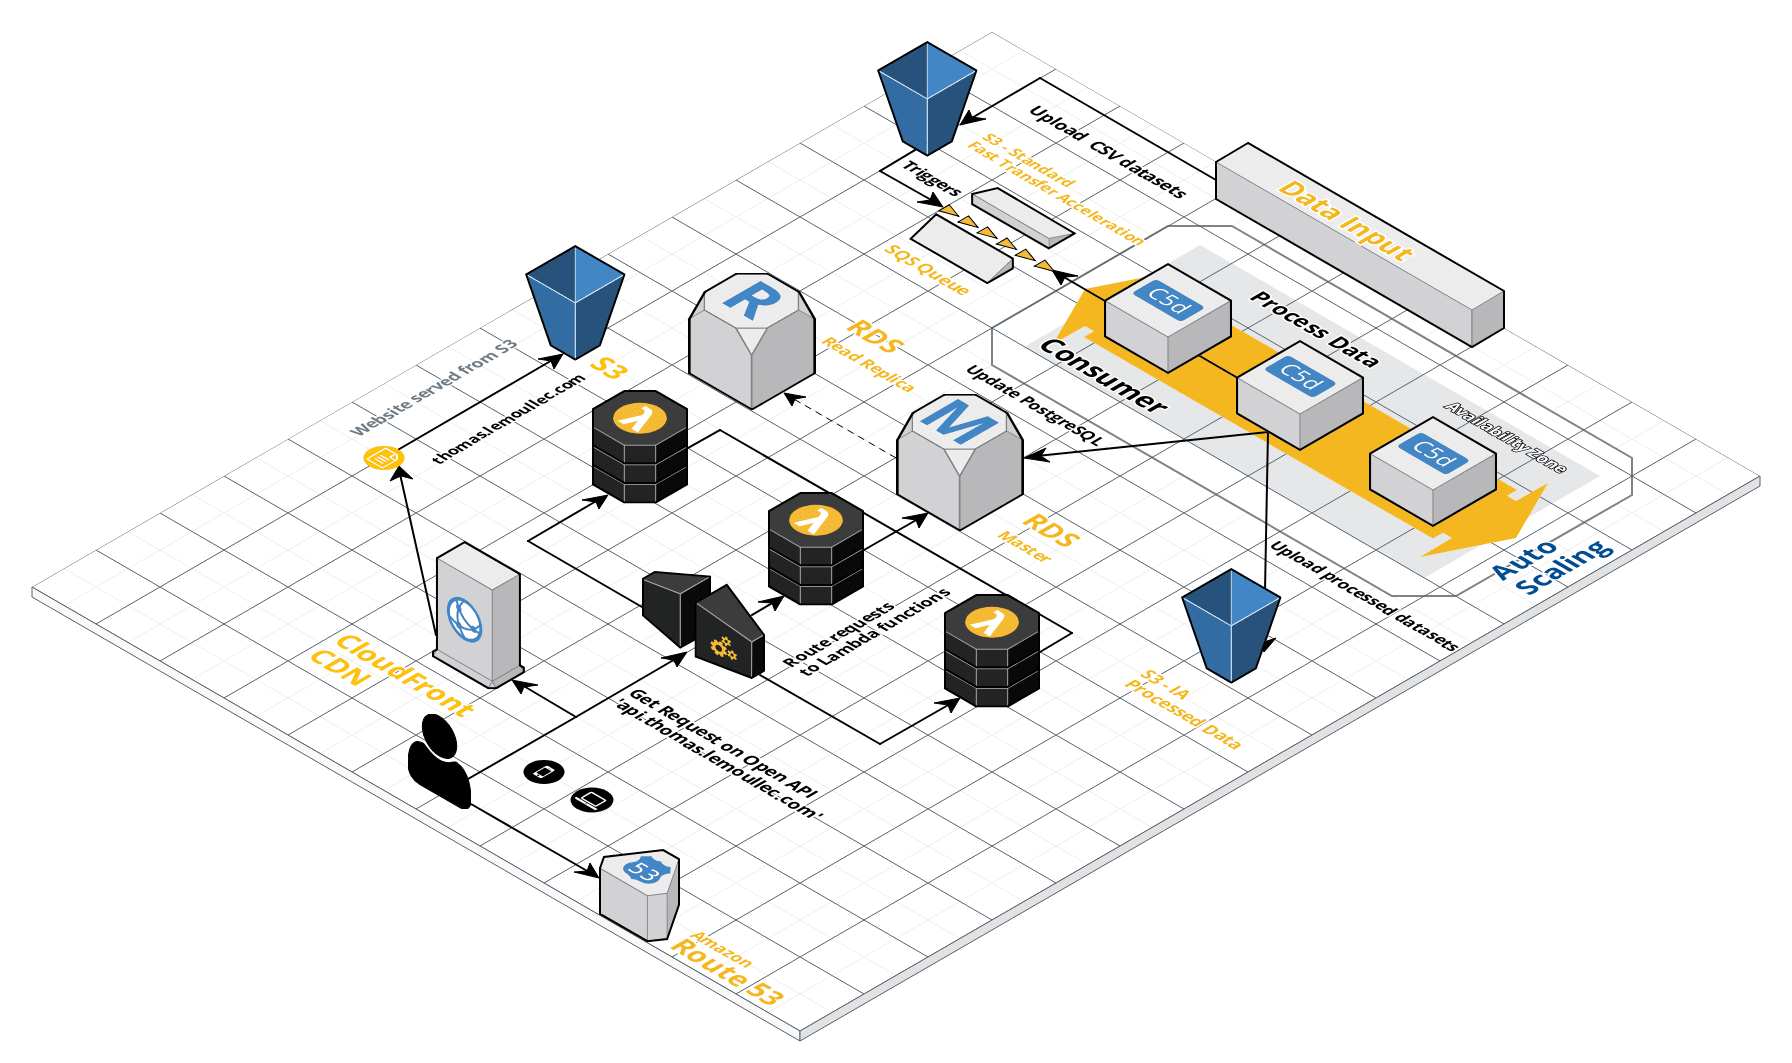 Upload CSV datasets
S3 - Standard
Fast Transfer Acceleration
Triggers
Data Input
SQS Queue
C5d
Process Data
Consumer
C5d
C5d
Availability Zone
Auto
Scaling
R
RDS
Read Replica
Update PostgreSQL
M
RDS
Master
Website served from S3
thomas.lemoullec.com
S3
λ
λ
λ
Route requests
to Lambda functions
Upload processed datasets
S3 - IA
Processed Data
CloudFront
CDN
Get Request on Open API
'api.thomas.lemoullec.com'
53
Amazon
Route 53